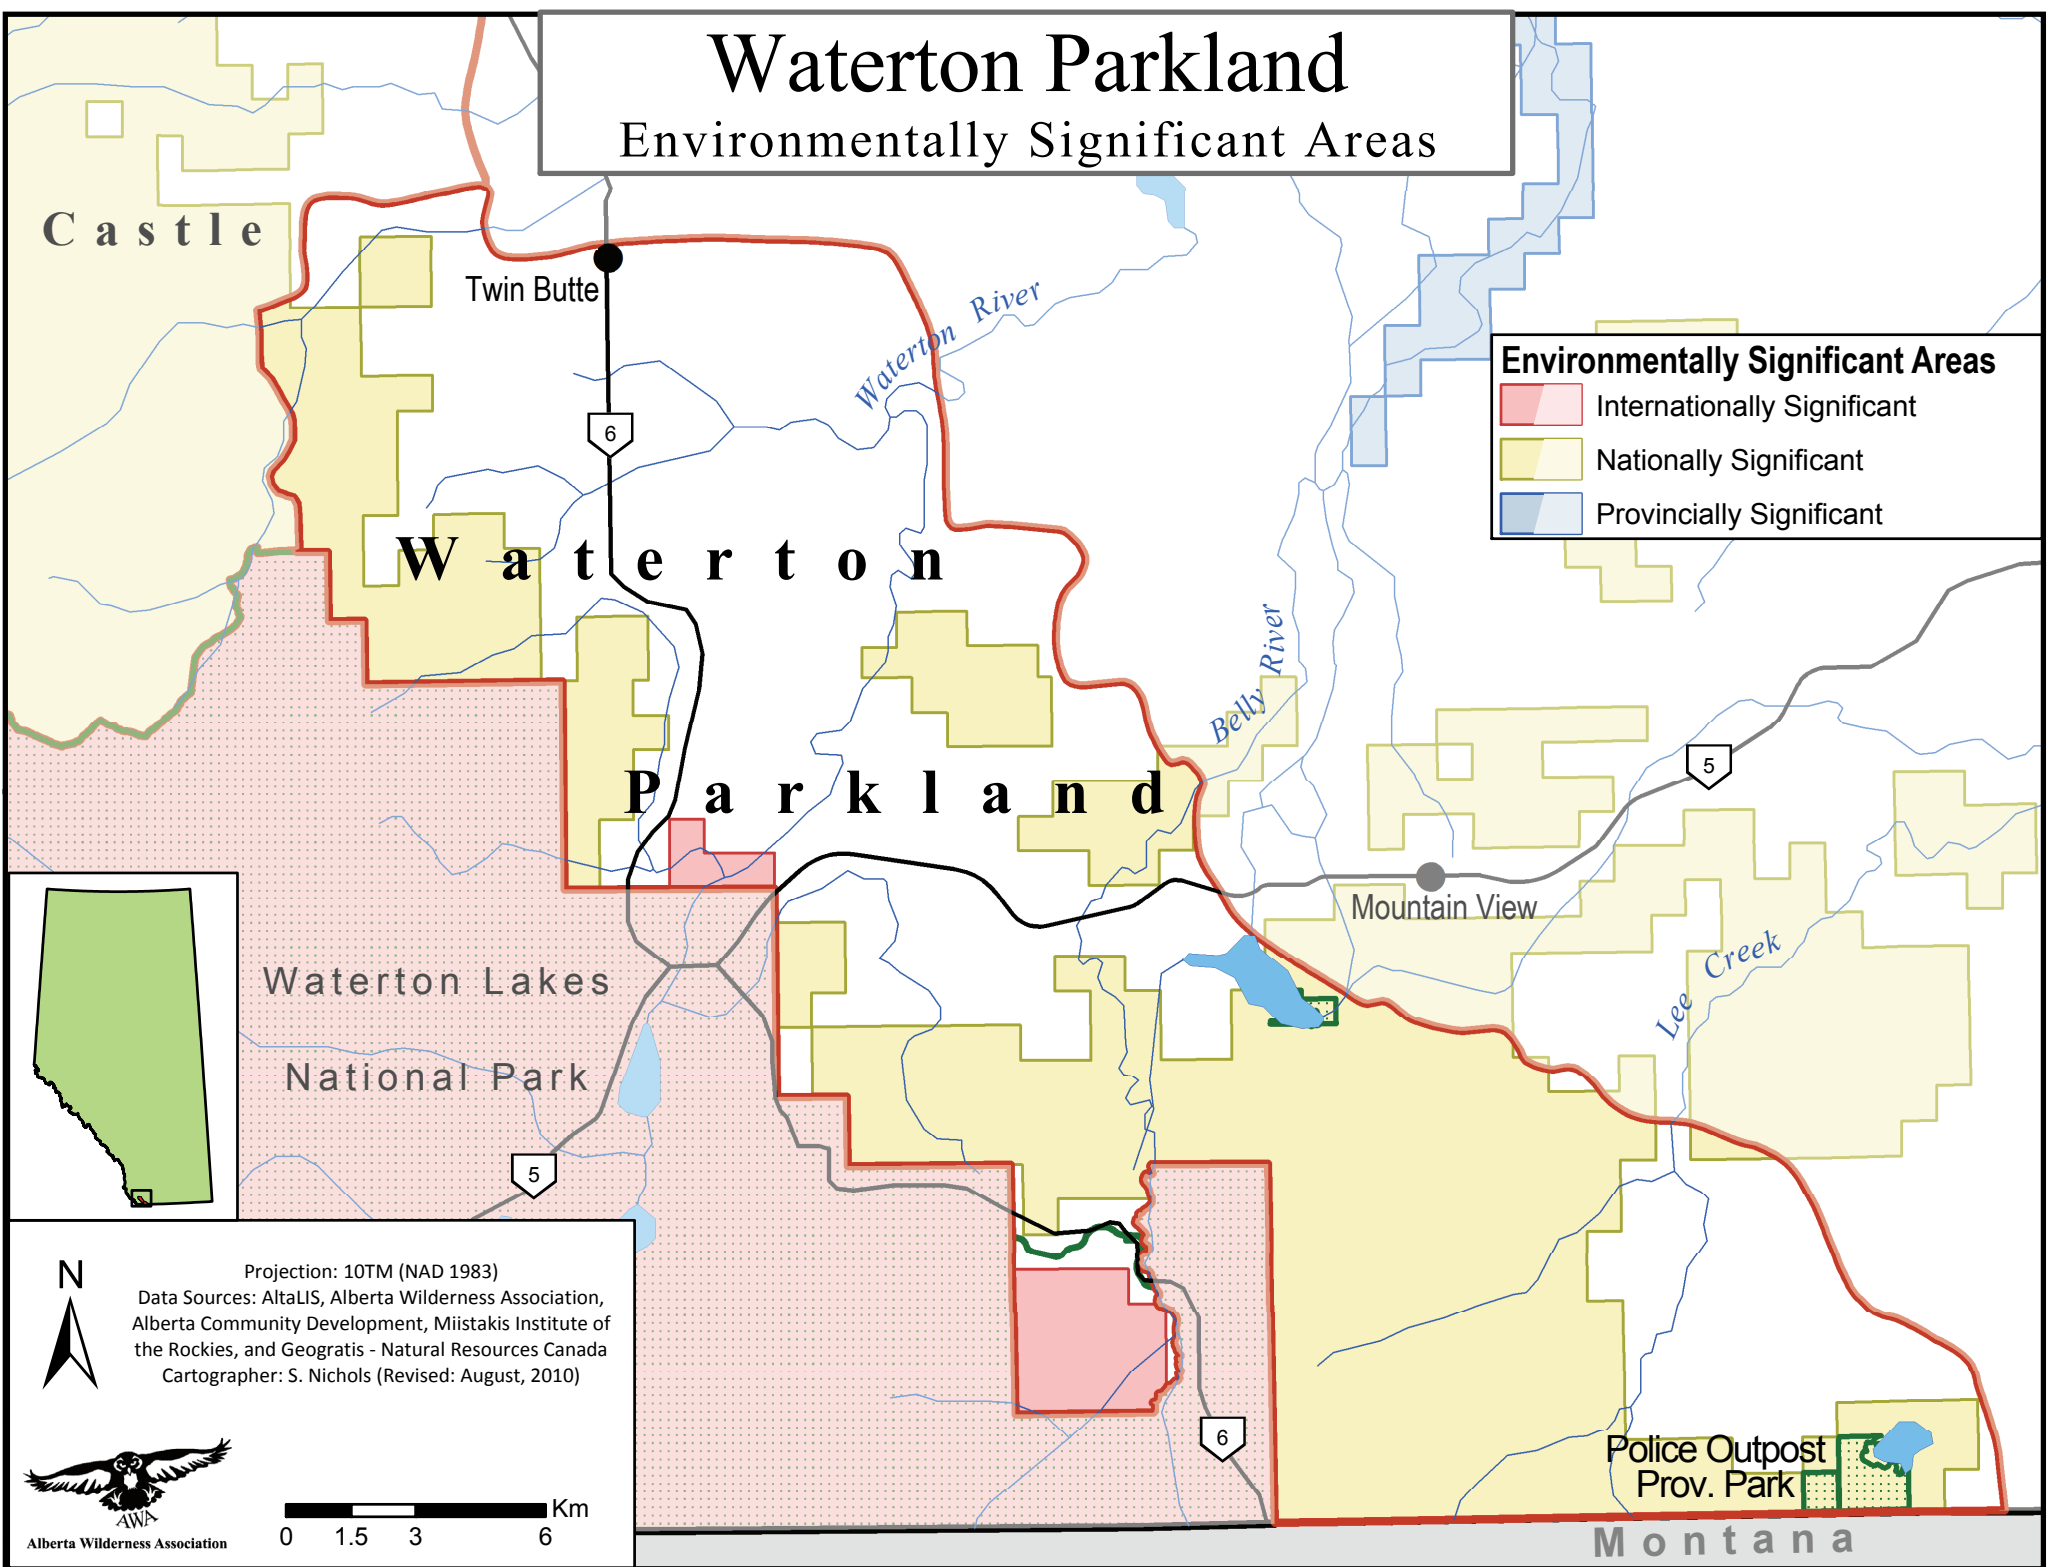 Waterton Parkland
Environmentally Significant Areas
Castle
Twin Butte
Waterton River
6
Environmentally Significant Areas
Internationally Significant
Nationally Significant
Provincially Significant
Waterton
Parkland
Belly River
5
Mountain View
Lee Creek
Waterton Lakes
National Park
5
6
Police Outpost
Prov. Park
Montana
N
Projection: 10TM (NAD 1983)
Data Sources: AltaLIS, Alberta Wilderness Association,
Alberta Community Development, Miistakis Institute of
the Rockies, and Geogratis - Natural Resources Canada
Cartographer: S. Nichols (Revised: August, 2010)
AWA
Alberta Wilderness Association
Km
0 1.5 3 6